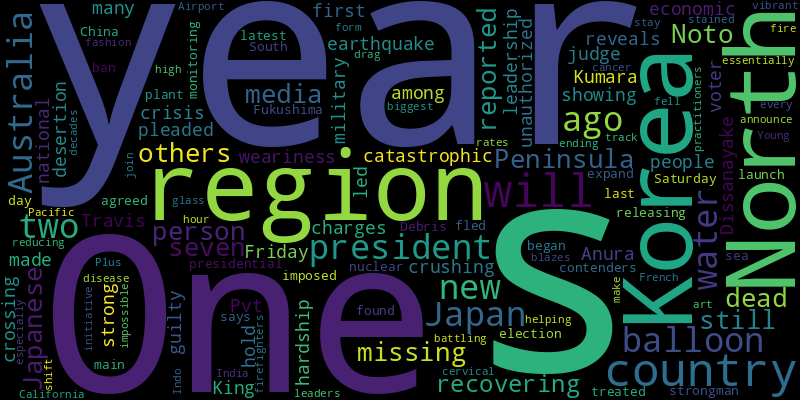 year
One
S
region
North
Korea
country
will
president
Japan
Australia
balloon
water
ago
Noto
new
two
others
person
seven
missing
dead
still
recovering
Peninsula
media
reported
Japanese
many
China
fashion
ban
Airport
latest
South
first
form
drag
earthquake
monitoring
high
plant
Fukushima
crisis
pleaded
national
desertion
decades
join
military
among
biggest
rates
leadership
unauthorized
judge
reveals
Kumara
showing
voter
economic
vibrant
fire
essentially
stay
stained
cancer
fell
every
announce
Young
practitioners
track
ending
people
expand
last
Saturday
launch
releasing
Dissanayake
sea
weariness
catastrophic
led
charges
Friday
hour
glass
Travis
agreed
day
Pacific
reducing
made
crossing
Plus
disease
strong
initiative
impossible
especially
main
shift
California
guilty
Indo
says
India
King
hold
firefighters
Pvt
presidential
imposed
hardship
leaders
nuclear
found
Debris
fled
crushing
began
blazes
Anura
contenders
French
make
helping
election
battling
cervical
treated
strongman
art